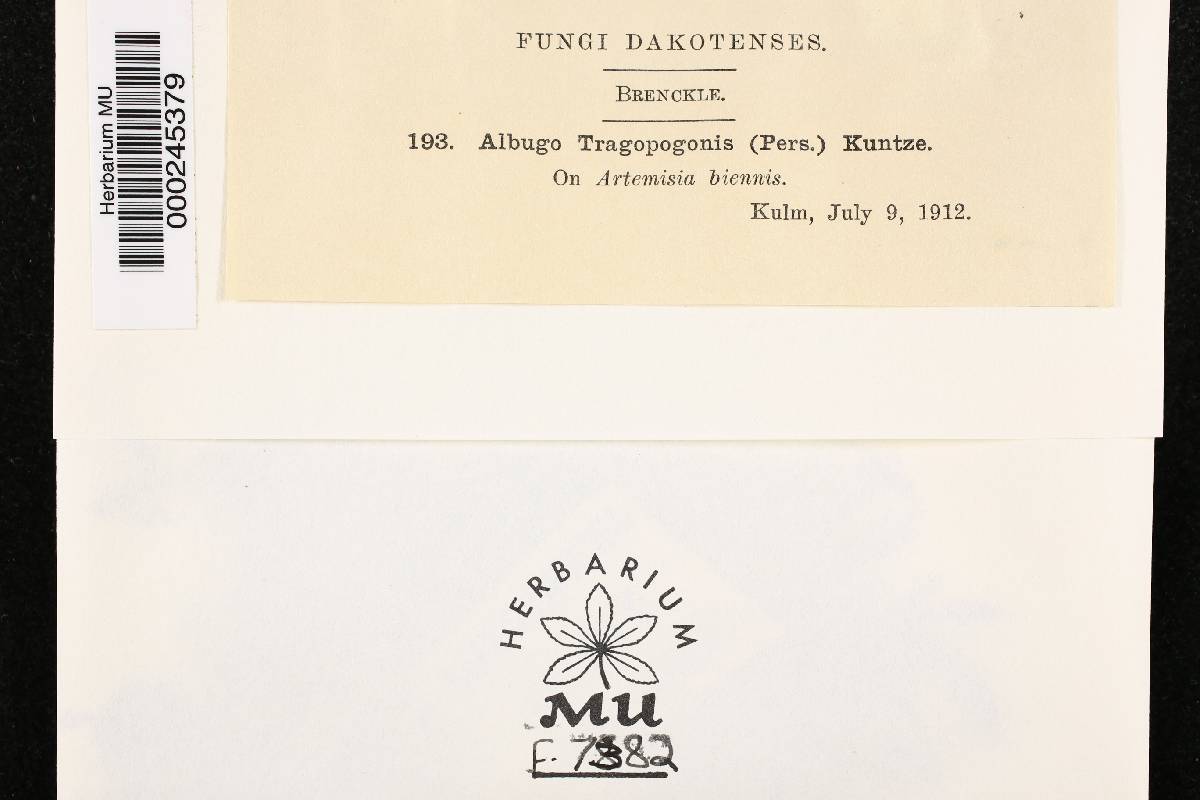 Herbarium MU
000245379
FUNGI DAKOTENSES.
BRENCKLE.
193. Albugo Tragopogonis (Pers.) Kuntze.
On Artemisia biennis.
Kulm, July 9, 1912.
HERBARIUM
MU
F.